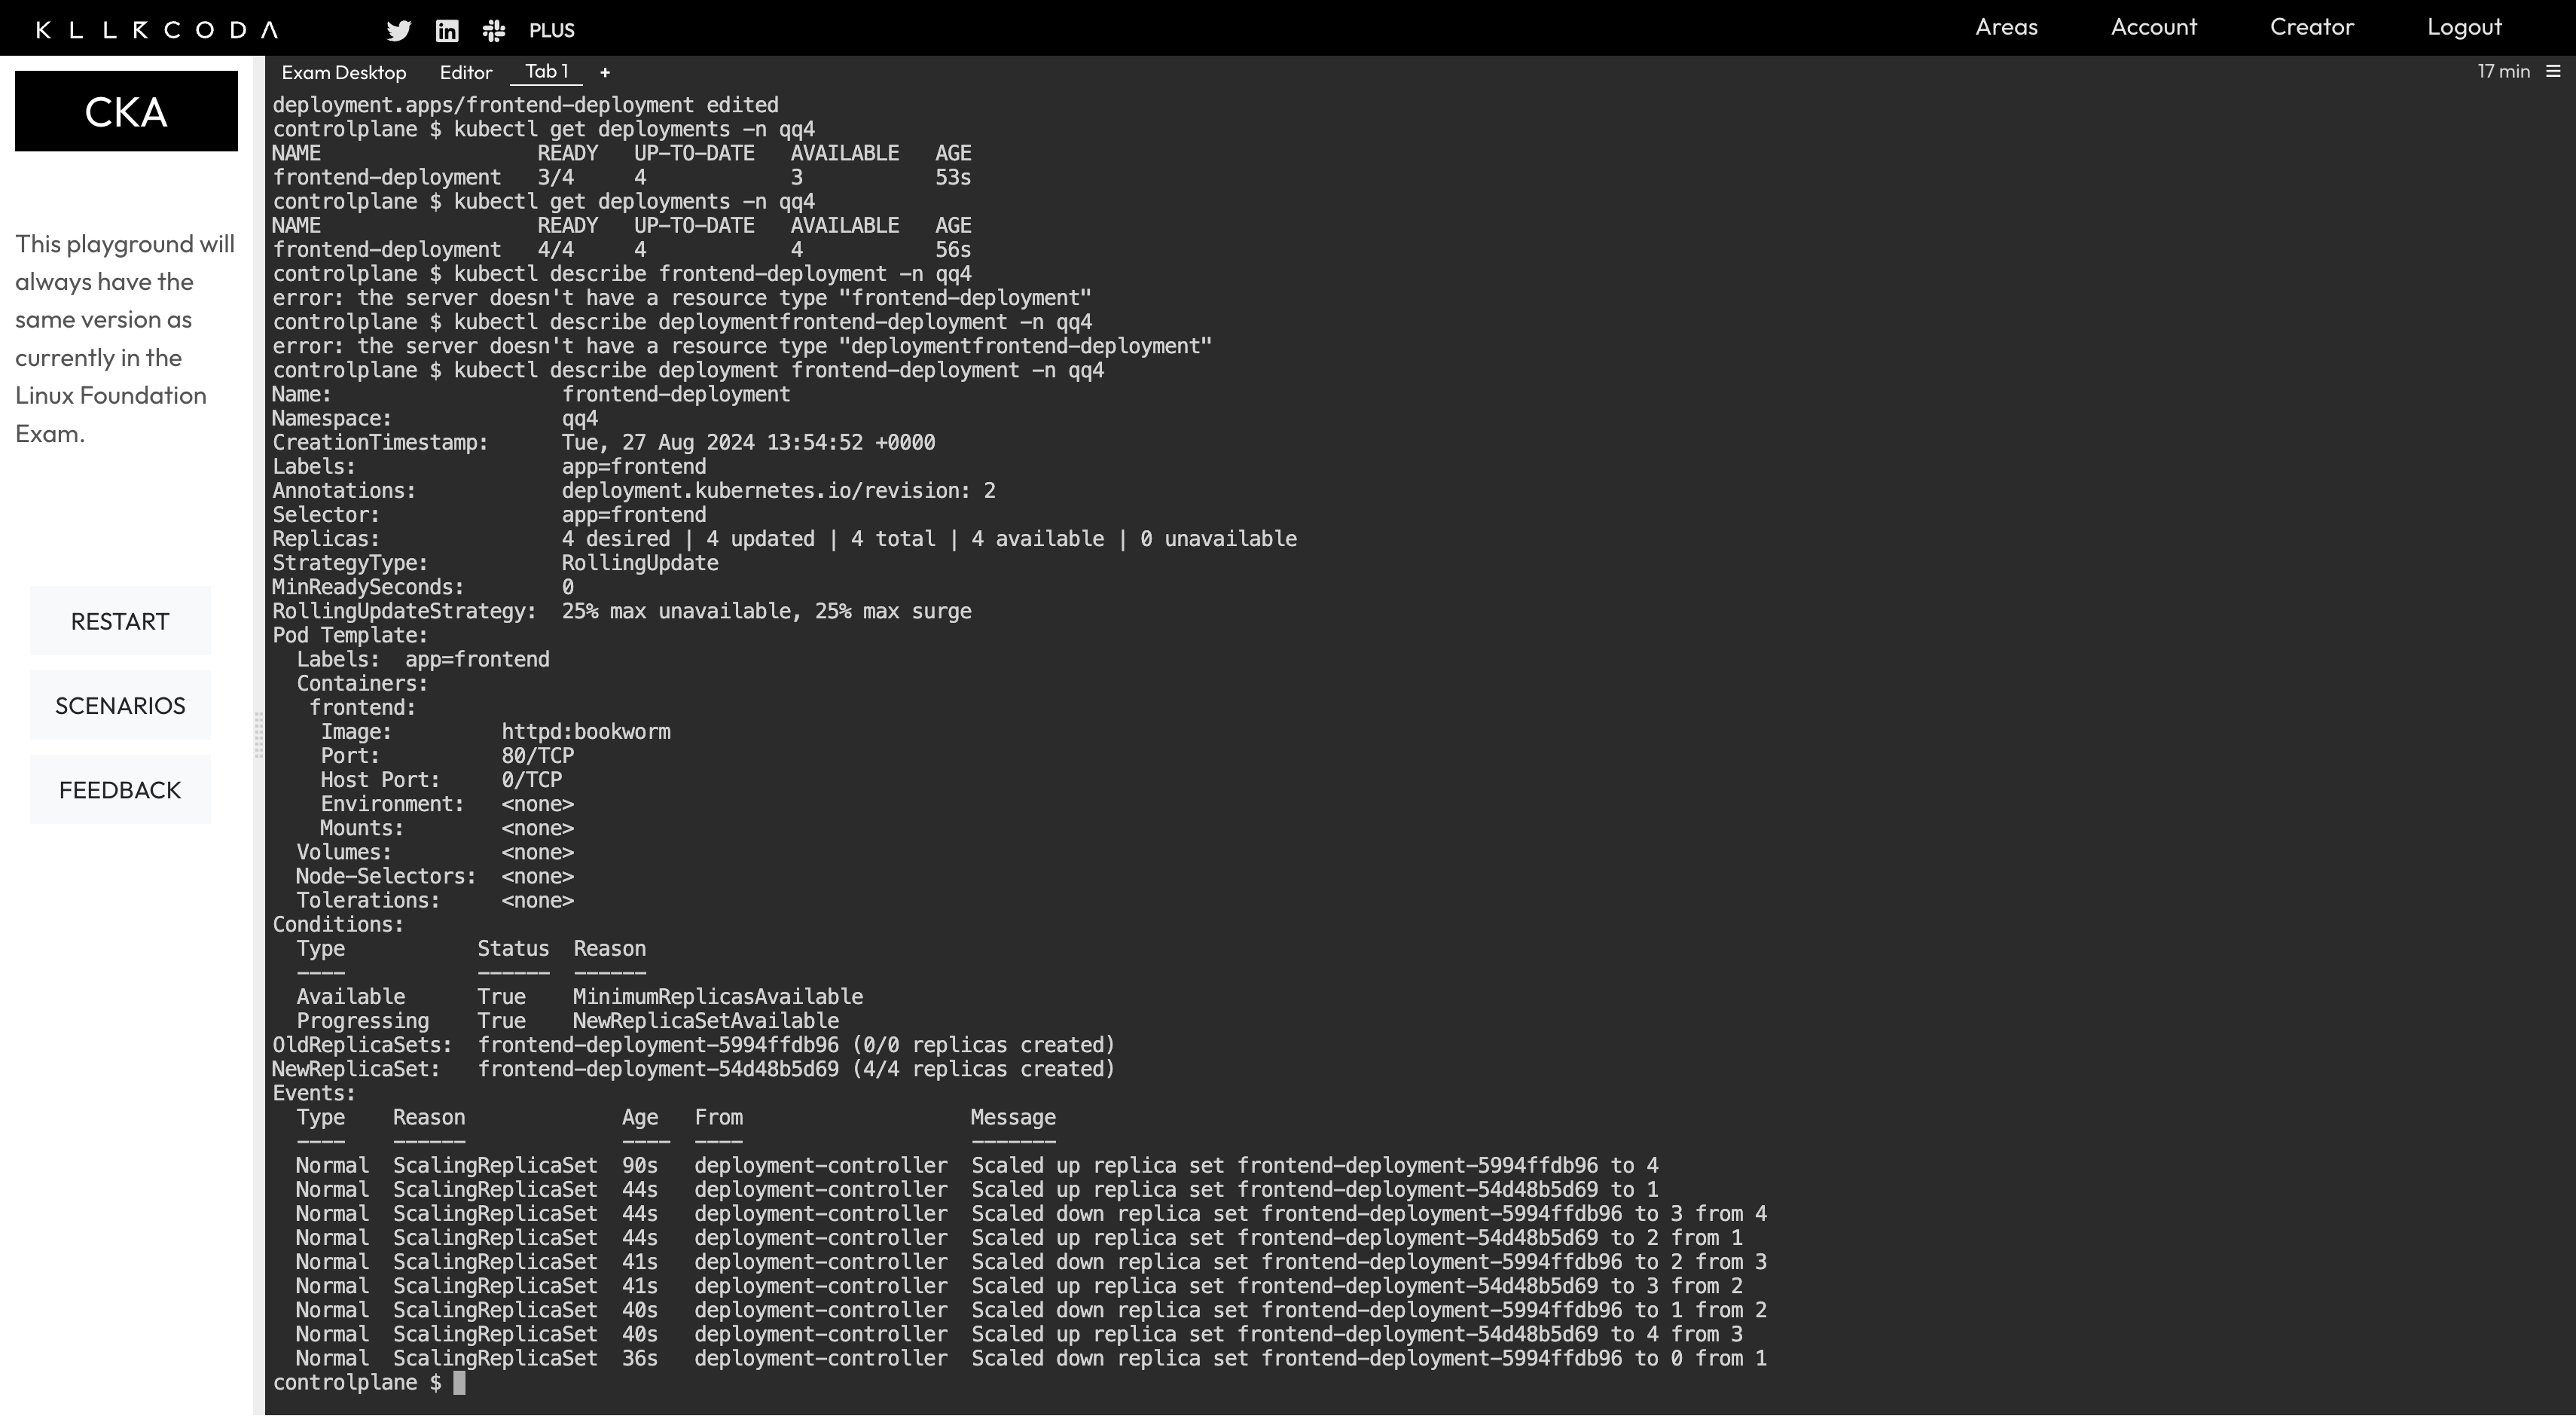 KLLRCODA PLUS Areas Account Creator Logout
CKA
This playground will
always have the
same version as
currently in the
Linux Foundation
Exam.
RESTART
SCENARIOS
FEEDBACK
Exam Desktop Editor Tab 1 + 17 min
deployment.apps/frontend-deployment edited
controlplane $ kubectl get deployments -n qq4
NAME                  READY   UP-TO-DATE   AVAILABLE   AGE
frontend-deployment   3/4     4            3           53s
controlplane $ kubectl get deployments -n qq4
NAME                  READY   UP-TO-DATE   AVAILABLE   AGE
frontend-deployment   4/4     4            4           56s
controlplane $ kubectl describe frontend-deployment -n qq4
error: the server doesn't have a resource type "frontend-deployment"
controlplane $ kubectl describe deploymentfrontend-deployment -n qq4
error: the server doesn't have a resource type "deploymentfrontend-deployment"
controlplane $ kubectl describe deployment frontend-deployment -n qq4
Name:                   frontend-deployment
Namespace:              qq4
CreationTimestamp:      Tue, 27 Aug 2024 13:54:52 +0000
Labels:                 app=frontend
Annotations:            deployment.kubernetes.io/revision: 2
Selector:               app=frontend
Replicas:               4 desired | 4 updated | 4 total | 4 available | 0 unavailable
StrategyType:           RollingUpdate
MinReadySeconds:        0
RollingUpdateStrategy:  25% max unavailable, 25% max surge
Pod Template:
  Labels:  app=frontend
  Containers:
   frontend:
    Image:         httpd:bookworm
    Port:          80/TCP
    Host Port:     0/TCP
    Environment:   <none>
    Mounts:        <none>
  Volumes:         <none>
  Node-Selectors:  <none>
  Tolerations:     <none>
Conditions:
  Type           Status  Reason
  ----           ------  ------
  Available      True    MinimumReplicasAvailable
  Progressing    True    NewReplicaSetAvailable
OldReplicaSets:  frontend-deployment-5994ffdb96 (0/0 replicas created)
NewReplicaSet:   frontend-deployment-54d48b5d69 (4/4 replicas created)
Events:
  Type    Reason             Age   From                   Message
  ----    ------             ----  ----                   -------
  Normal  ScalingReplicaSet  90s   deployment-controller  Scaled up replica set frontend-deployment-5994ffdb96 to 4
  Normal  ScalingReplicaSet  44s   deployment-controller  Scaled up replica set frontend-deployment-54d48b5d69 to 1
  Normal  ScalingReplicaSet  44s   deployment-controller  Scaled down replica set frontend-deployment-5994ffdb96 to 3 from 4
  Normal  ScalingReplicaSet  44s   deployment-controller  Scaled up replica set frontend-deployment-54d48b5d69 to 2 from 1
  Normal  ScalingReplicaSet  41s   deployment-controller  Scaled down replica set frontend-deployment-5994ffdb96 to 2 from 3
  Normal  ScalingReplicaSet  41s   deployment-controller  Scaled up replica set frontend-deployment-54d48b5d69 to 3 from 2
  Normal  ScalingReplicaSet  40s   deployment-controller  Scaled down replica set frontend-deployment-5994ffdb96 to 1 from 2
  Normal  ScalingReplicaSet  40s   deployment-controller  Scaled up replica set frontend-deployment-54d48b5d69 to 4 from 3
  Normal  ScalingReplicaSet  36s   deployment-controller  Scaled down replica set frontend-deployment-5994ffdb96 to 0 from 1
controlplane $